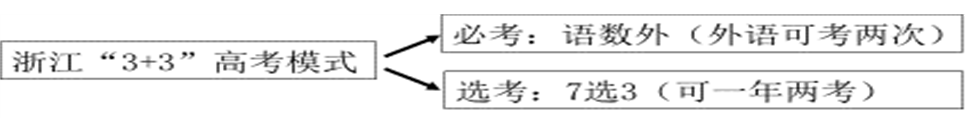 必考：语数外（外语可考两次）
浙江“3+3”高考模式
选考：7选3（可一年两考）